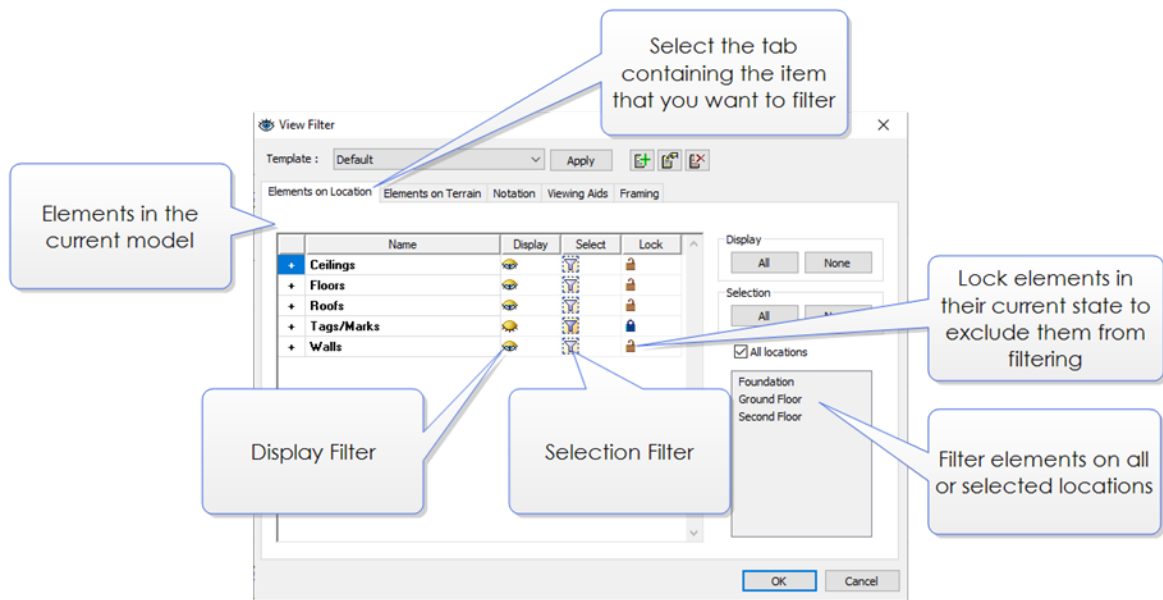 Select the tab
containing the item
that you want to filter
View Filter
Template :
Default
Apply
Elements on Location
Elements on Terrain
Notation
Viewing Aids
Framing
Elements in the
current model
Name
Display
Select
Lock
+ Ceilings
+ Floors
+ Roofs
+ Tags/Marks
+ Walls
Display
All
None
Selection
All
All locations
Foundation
Ground Floor
Second Floor
Lock elements in
their current state to
exclude them from
filtering
Display Filter
Selection Filter
Filter elements on all
or selected locations
OK
Cancel